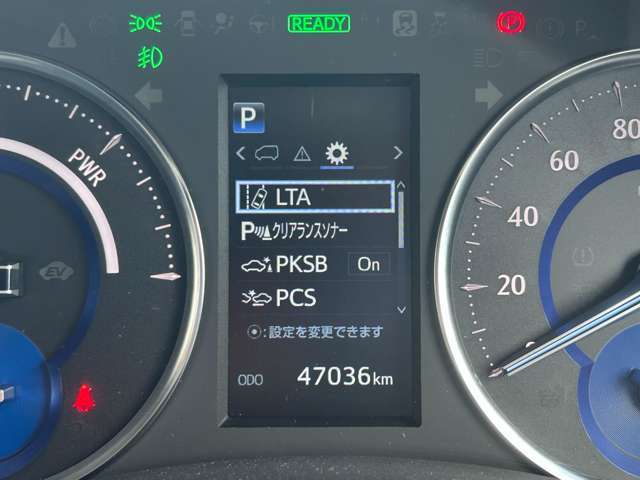 READY
P
LTA
P クリアランスソナー
PKSB On
PCS
:設定を変更できます
ODO 47036km
PWR
EV
80
60
40
20